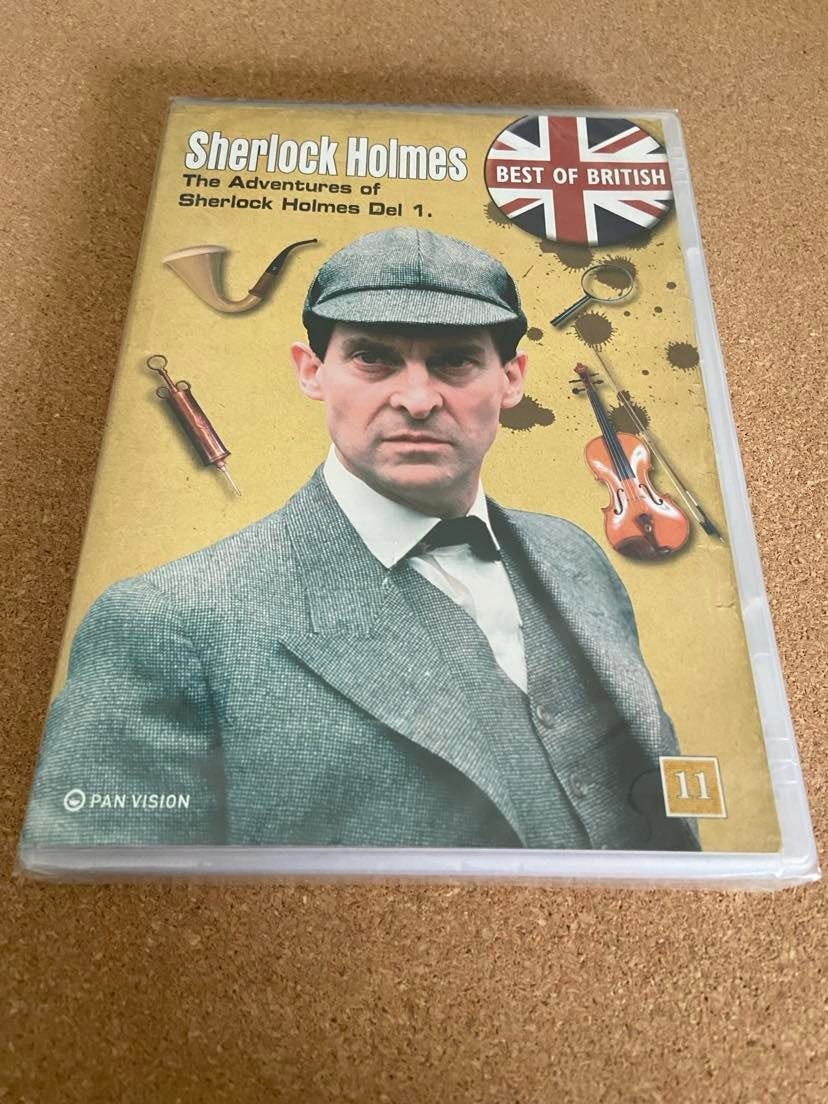 Sherlock Holmes
The Adventures of
Sherlock Holmes Del 1.
BEST OF BRITISH
PAN VISION
11